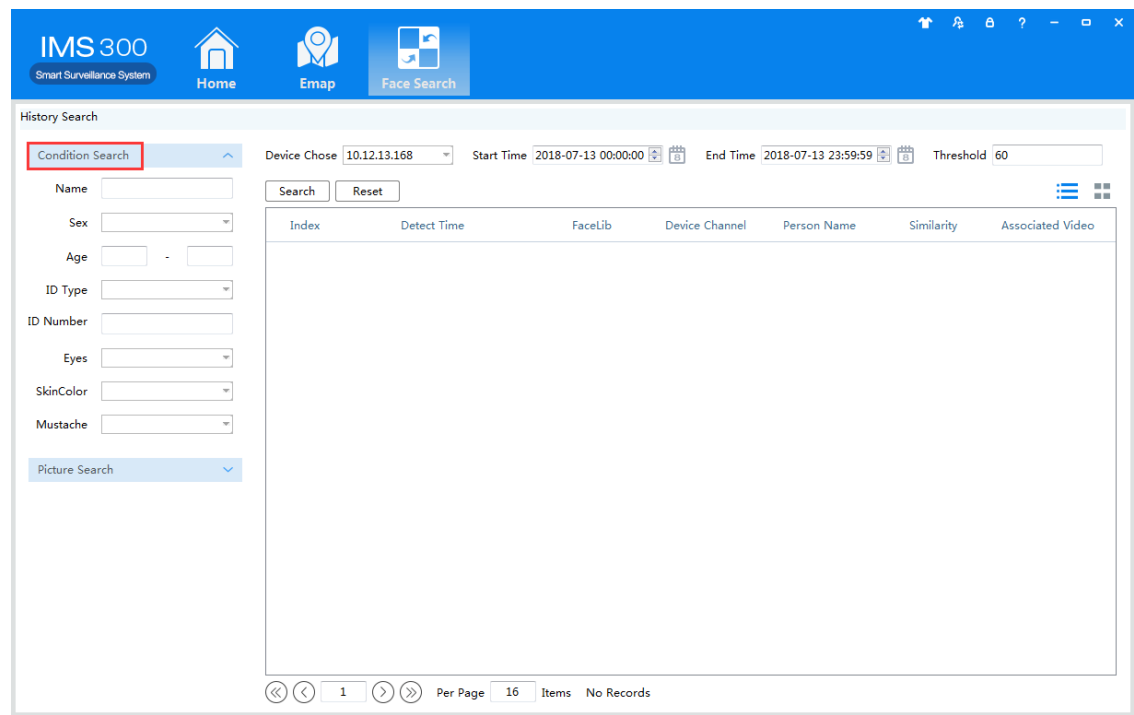 IMS 300
Smart Surveillance System
Home
Emap
Face Search
?
History Search
Condition Search
Name
Sex
Age -
ID Type
ID Number
Eyes
SkinColor
Mustache
Picture Search
Device Chose 10.12.13.168 Start Time 2018-07-13 00:00:00 8 End Time 2018-07-13 23:59:59 8 Threshold 60
Search Reset
Index Detect Time FaceLib Device Channel Person Name Similarity Associated Video
1 Per Page 16 Items No Records